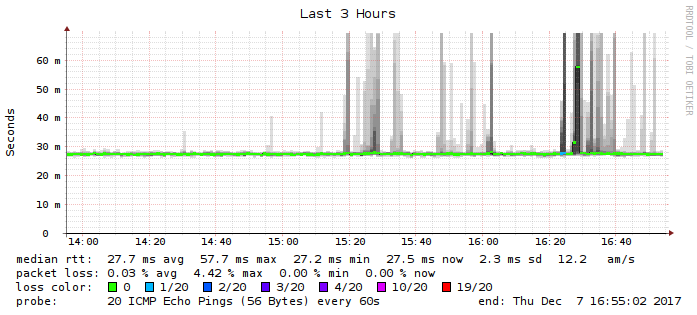 Last 3 Hours
RRDTOOL / TOBI OETIKER
Seconds
60 m
50 m
40 m
30 m
20 m
10 m
0
14:00 14:20 14:40 15:00 15:20 15:40 16:00 16:20 16:40
median rtt: 27.7 ms avg 57.7 ms max 27.2 ms min 27.5 ms now 2.3 ms sd 12.2 am/s
packet loss: 0.03 % avg 4.42 % max 0.00 % min 0.00 % now
loss color: 0 1/20 2/20 3/20 4/20 10/20 19/20
probe: 20 ICMP Echo Pings (56 Bytes) every 60s end: Thu Dec 7 16:55:02 2017